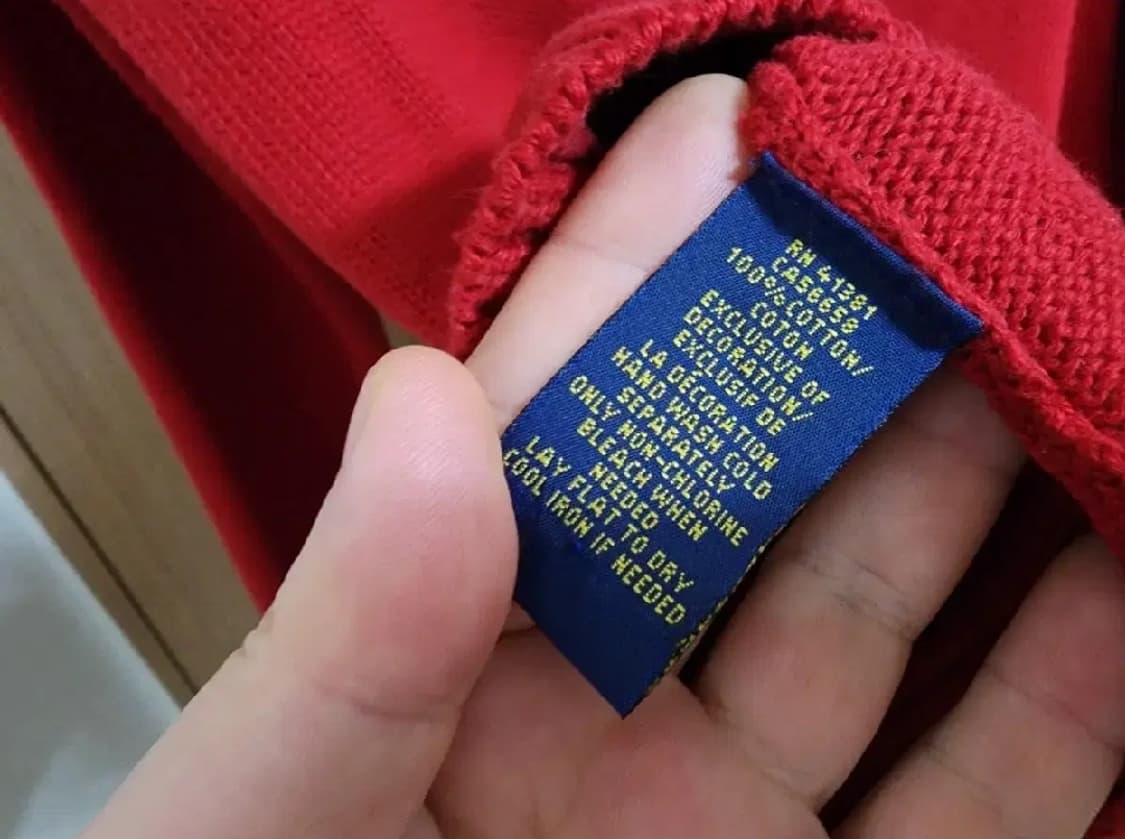 RN 41381
CA56658
100% COTTON/
COTON
EXCLUSIVE OF
DECORATION/
EXCLUSIF DE
LA DECORATION
HAND WASH COLD
SEPARATELY
ONLY NON-CHLORINE
BLEACH WHEN
NEEDED
LAY FLAT TO DRY
COOL IRON IF NEEDED